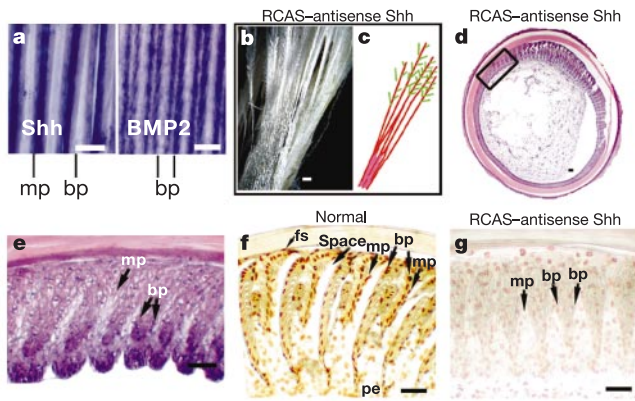 RCAS–antisense Shh RCAS–antisense Shh
a b c d
Shh BMP2
mp bp bp
Normal RCAS–antisense Shh
e f g
mp bp
fs Space mp bp mp
pe
mp bp bp